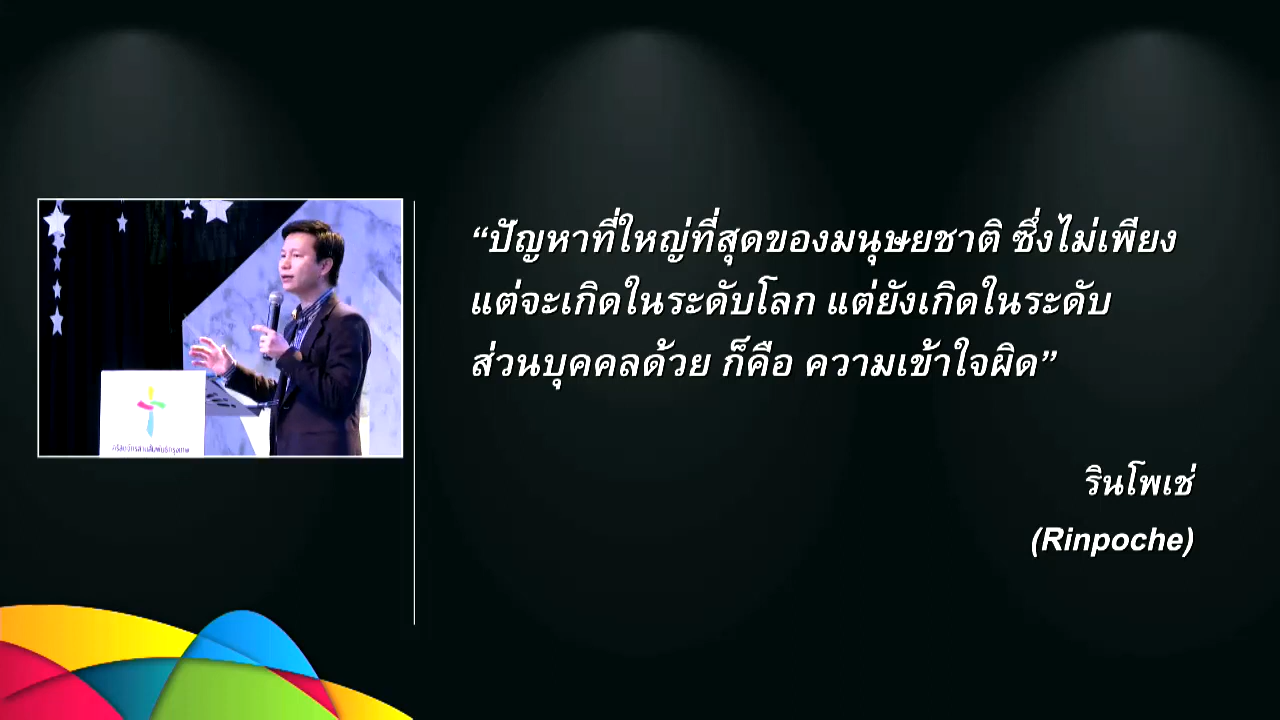 “ปัญหาที่ใหญ่ที่สุดของมนุษยชาติ ซึ่งไม่เพียง
แต่จะเกิดในระดับโลก แต่ยังเกิดในระดับ
ส่วนบุคคลด้วย ก็คือ ความเข้าใจผิด”
รินโพเช่
(Rinpoche)